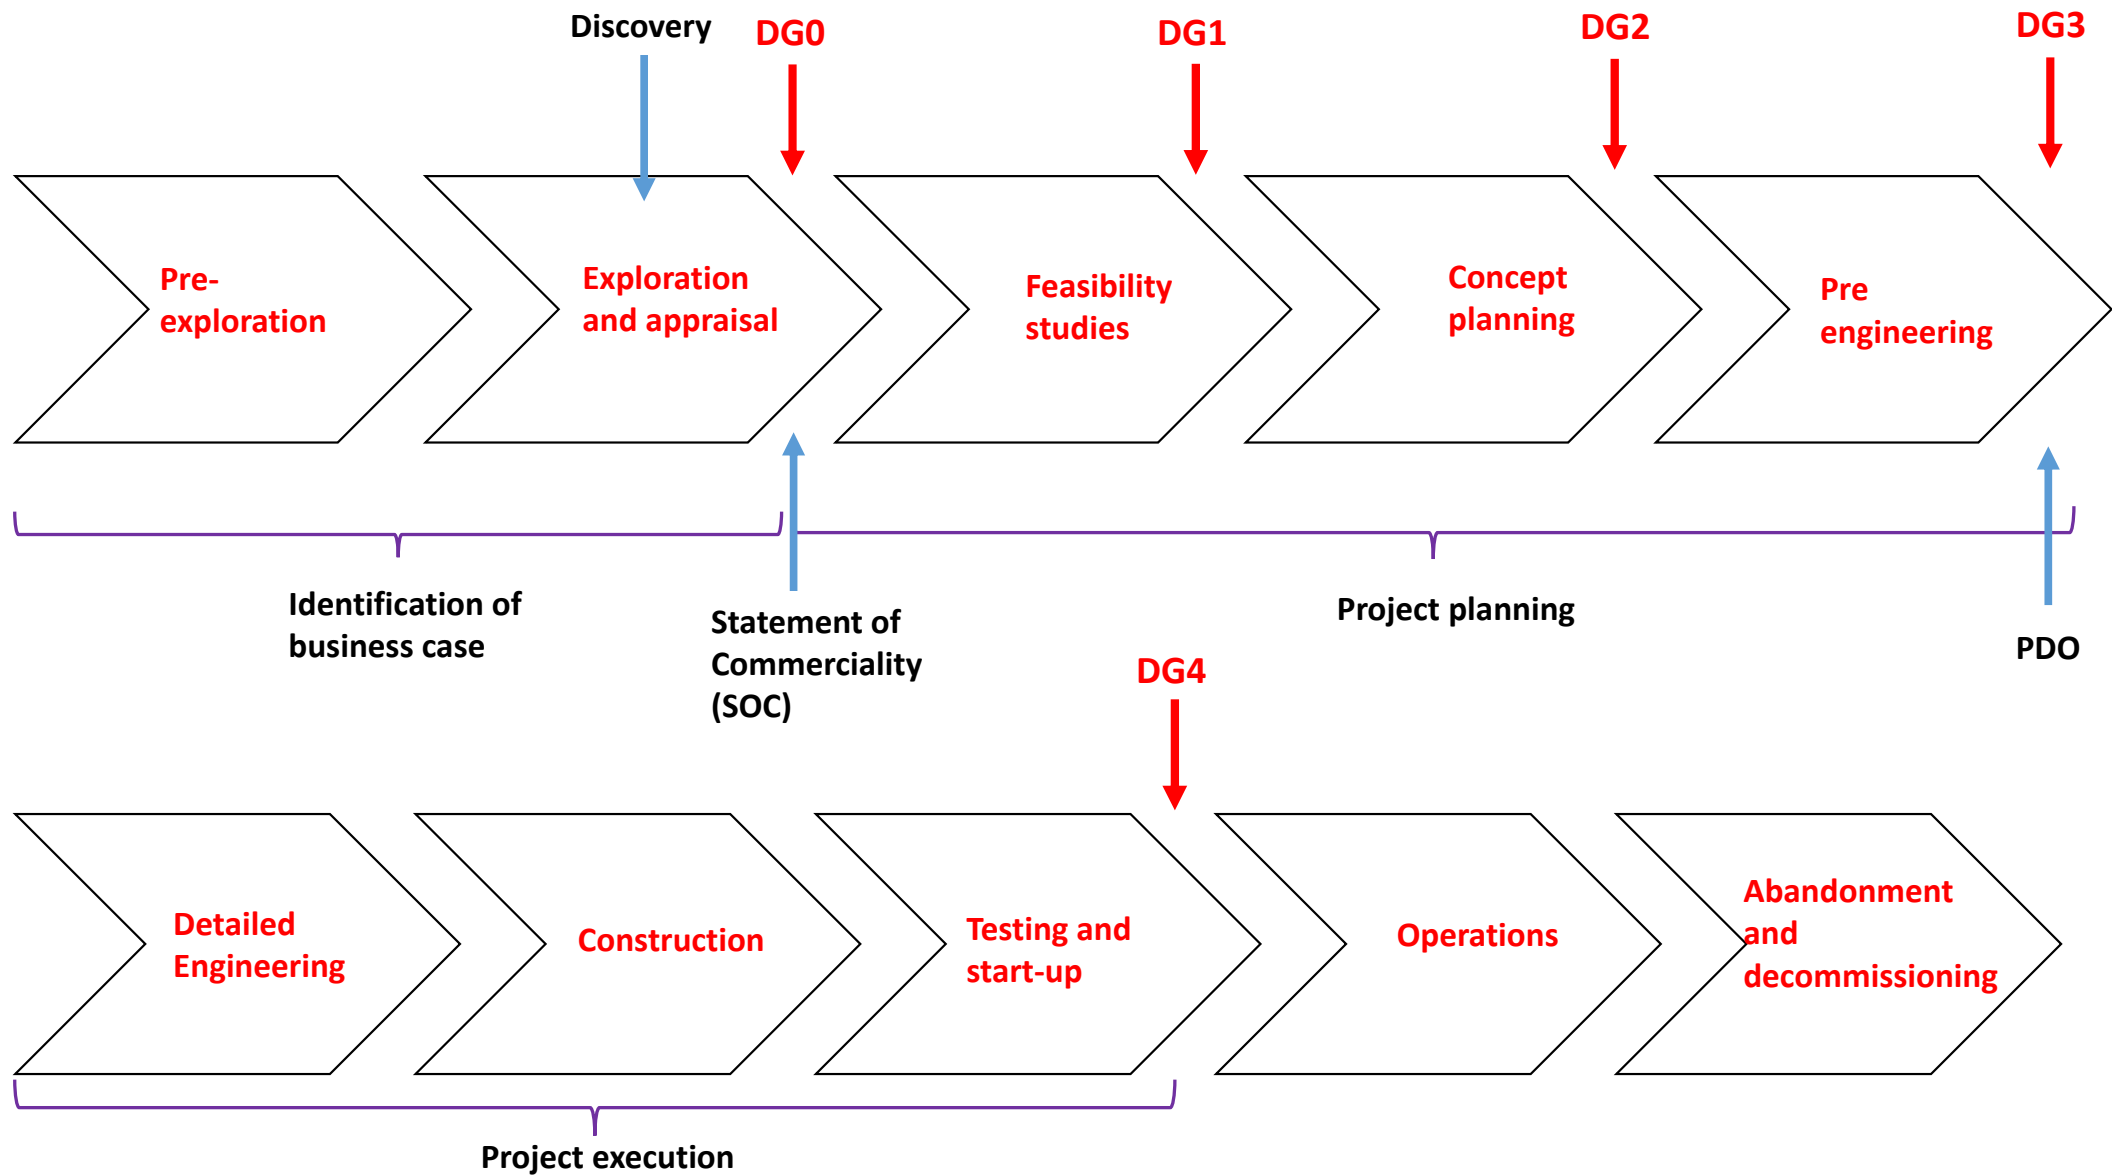 Discovery
DG0
DG1
DG2
DG3
Pre-
exploration
Exploration
and appraisal
Feasibility
studies
Concept
planning
Pre
engineering
Identification of
business case
Statement of
Commerciality
(SOC)
Project planning
PDO
DG4
Detailed
Engineering
Construction
Testing and
start-up
Operations
Abandonment
and
decommissioning
Project execution